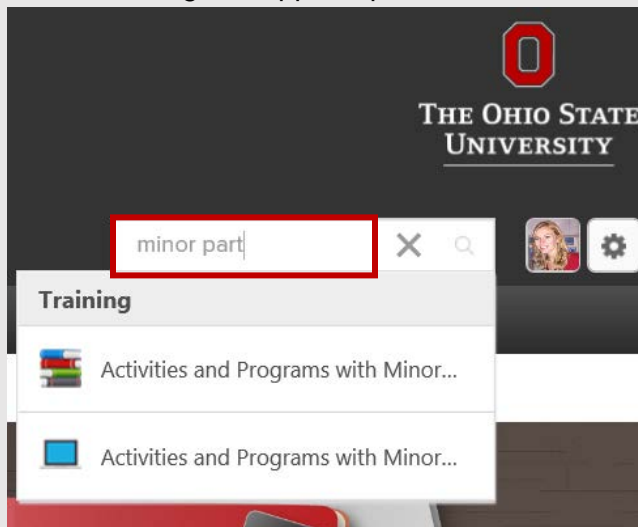 THE OHIO STATE
UNIVERSITY
minor part
Training
Activities and Programs with Minor...
Activities and Programs with Minor...